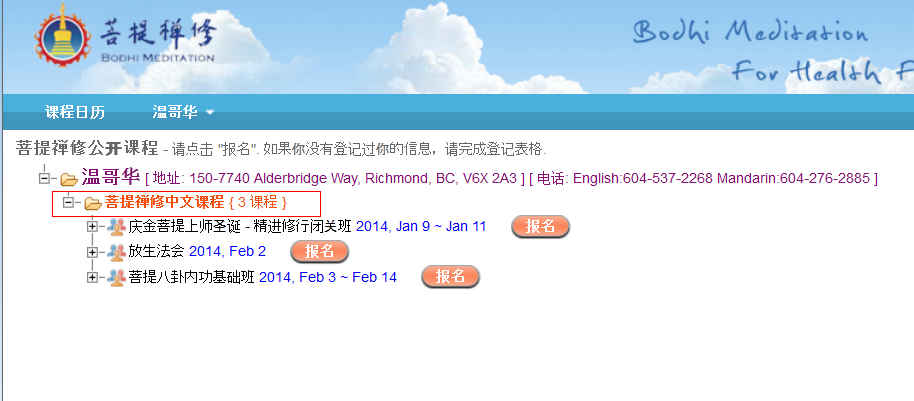 菩提禅修
BODHI MEDITATION
Bodhi Meditation
For Health
课程日历 温哥华
菩提禅修公开课程 - 请点击 "报名". 如果你没有登记过你的信息，请完成登记表格.
温哥华 [ 地址: 150-7740 Alderbridge Way, Richmond, BC, V6X 2A3 ] [ 电话: English:604-537-2268 Mandarin:604-276-2885 ]
菩提禅修中文课程 { 3 课程 }
庆金菩提上师圣诞 - 精进修行闭关班 2014, Jan 9 ~ Jan 11 报名
放生法会 2014, Feb 2 报名
菩提八卦内功基础班 2014, Feb 3 ~ Feb 14 报名